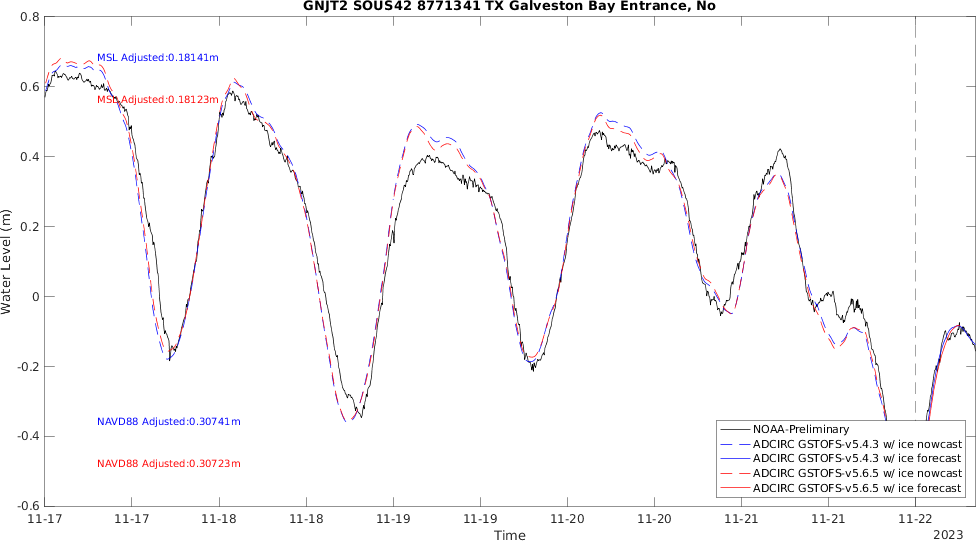 GNJT2 SOUS42 8771341 TX Galveston Bay Entrance, No
0.8
0.6
0.4
0.2
0
-0.2
-0.4
-0.6
Water Level (m)
MSL Adjusted:0.18141m
MSL Adjusted:0.18123m
NAVD88 Adjusted:0.30741m
NAVD88 Adjusted:0.30723m
NOAA-Preliminary
ADCIRC GSTOFS-v5.4.3 w/ ice nowcast
ADCIRC GSTOFS-v5.4.3 w/ ice forecast
ADCIRC GSTOFS-v5.6.5 w/ ice nowcast
ADCIRC GSTOFS-v5.6.5 w/ ice forecast
11-17 11-17 11-18 11-18 11-19 11-19 11-20 11-20 11-21 11-21 11-22
Time
2023